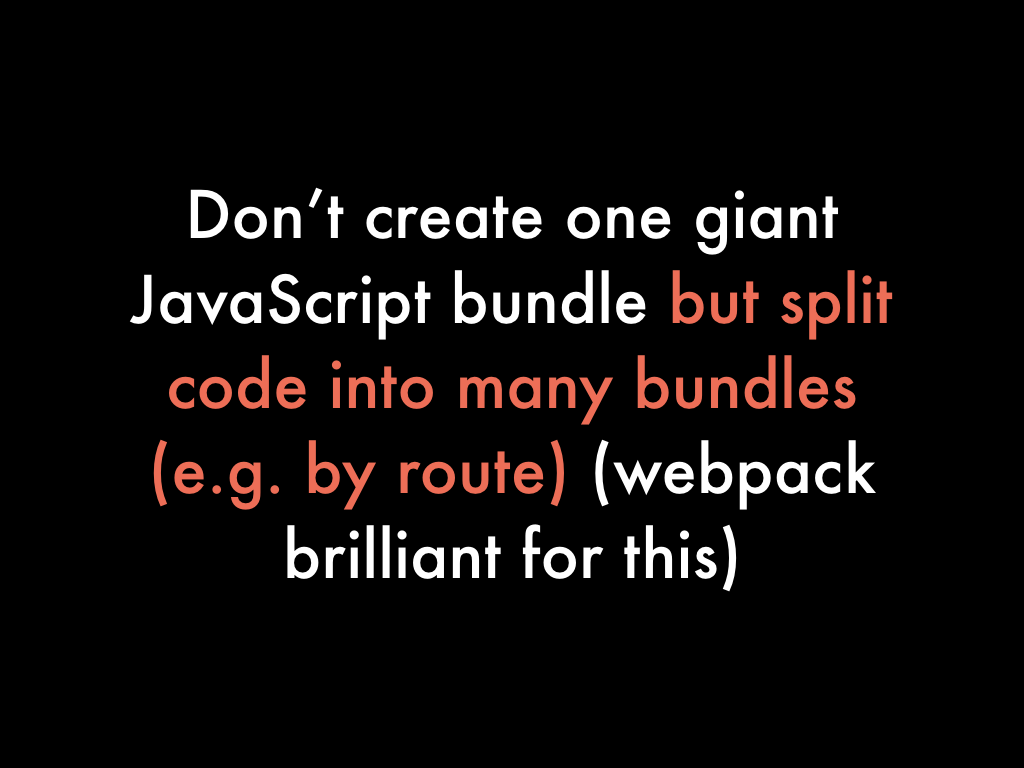 Don’t create one giant
JavaScript bundle but split
code into many bundles
(e.g. by route) (webpack
brilliant for this)